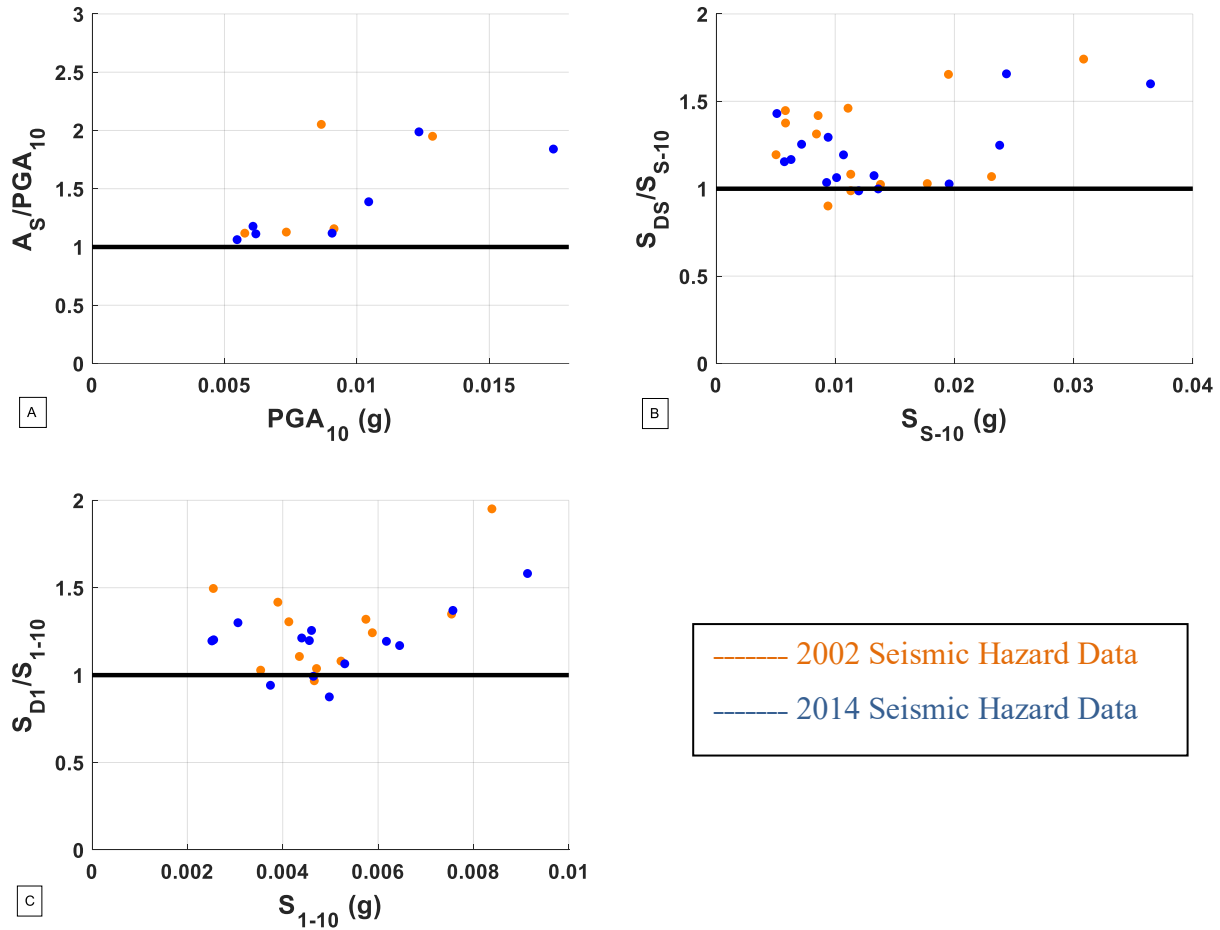 3
2.5
2
1.5
1
0.5
0
A_S/PGA_10
0 0.005 0.01 0.015
PGA_10 (g)
A
2
1.5
1
0.5
0
S_DS/S_S-10
0 0.01 0.02 0.03 0.04
S_S-10 (g)
B
2
1.5
1
0.5
0
S_D1/S_1-10
0 0.002 0.004 0.006 0.008 0.01
S_1-10 (g)
C
------- 2002 Seismic Hazard Data
------- 2014 Seismic Hazard Data